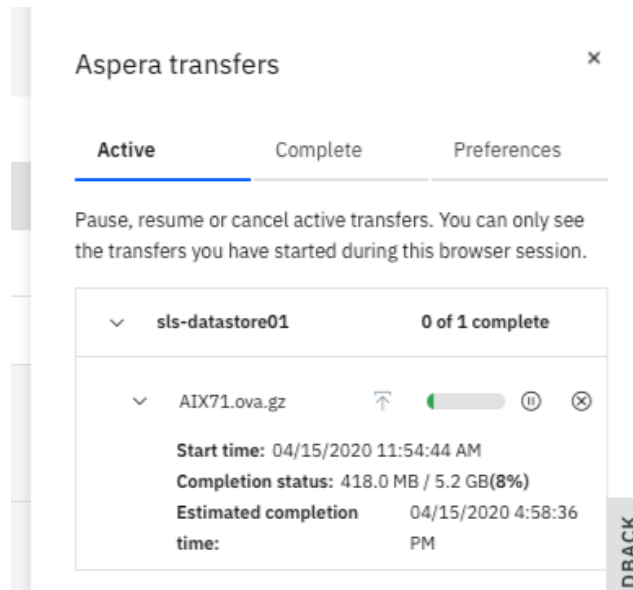 Aspera transfers
Active Complete Preferences
Pause, resume or cancel active transfers. You can only see
the transfers you have started during this browser session.
sls-datastore01 0 of 1 complete
AIX71.ova.gz
Start time: 04/15/2020 11:54:44 AM
Completion status: 418.0 MB / 5.2 GB(8%)
Estimated completion 04/15/2020 4:58:36
time: PM
DBACK